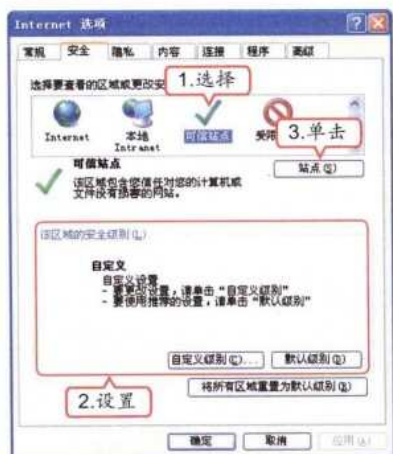 Internet 选项
常规 安全 隐私 内容 连接 程序 高级
选择要查看的区域或更改安
1.选择
Internet
本地
Intranet
可信站点
受限
3.单击
可信站点
站点(S)
该区域包含您信任对您的计算机或
文件没有损害的网站。
该区域的安全级别(L)
自定义
自定义设置
- 要更改设置，请单击“自定义级别”
- 要使用推荐的设置，请单击“默认级别”
自定义级别(C)... 默认级别(D)
2.设置
将所有区域重置为默认级别(R)
确定 取消 应用(A)